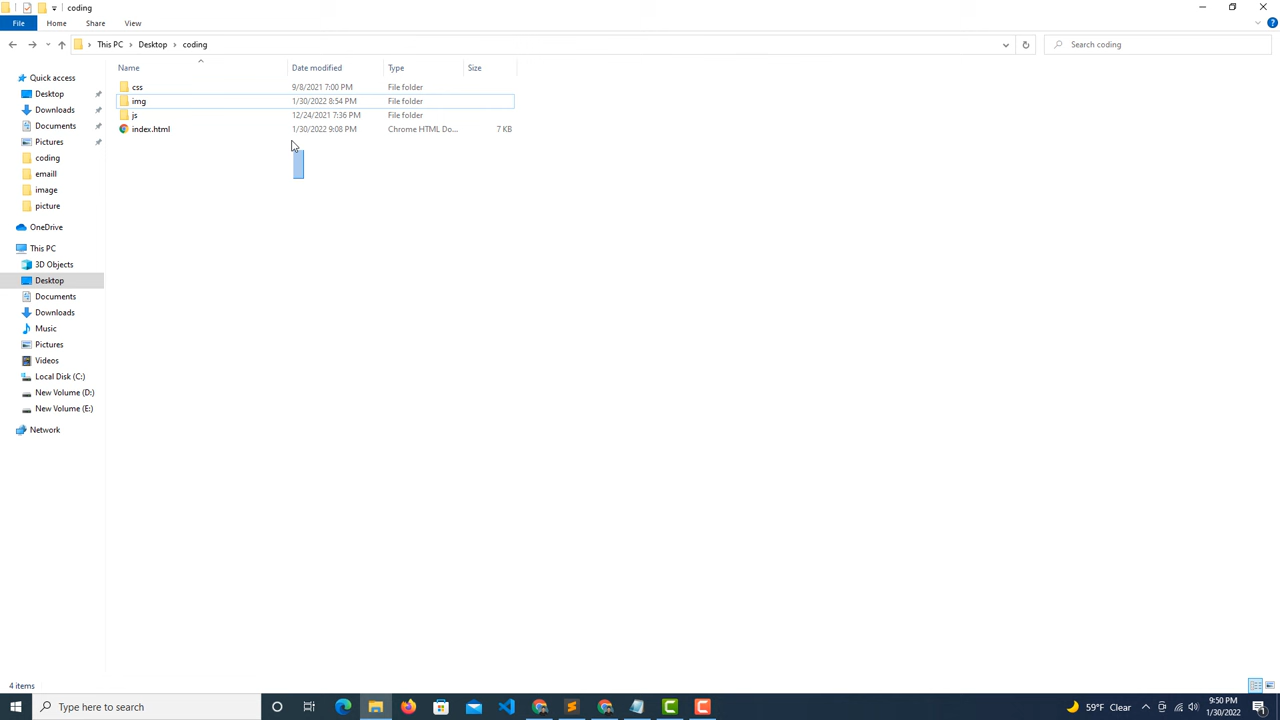 coding
File Home Share View
This PC Desktop coding
Search coding
Name Date modified Type Size
css 9/8/2021 7:00 PM File folder
img 1/30/2022 8:54 PM File folder
js 12/24/2021 7:36 PM File folder
index.html 1/30/2022 9:08 PM Chrome HTML Do... 7 KB
Quick access
Desktop
Downloads
Documents
Pictures
coding
emaill
image
picture
OneDrive
This PC
3D Objects
Desktop
Documents
Downloads
Music
Pictures
Videos
Local Disk (C:)
New Volume (D:)
New Volume (E:)
Network
4 items
Type here to search
59°F Clear
9:50 PM
1/30/2022